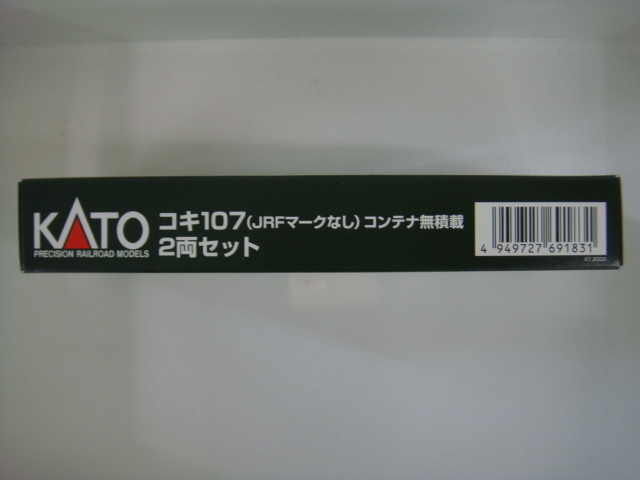 KATO
PRECISION RAILROAD MODELS
コキ107(JRFマークなし)コンテナ無積載
2両セット
4 949727 691831